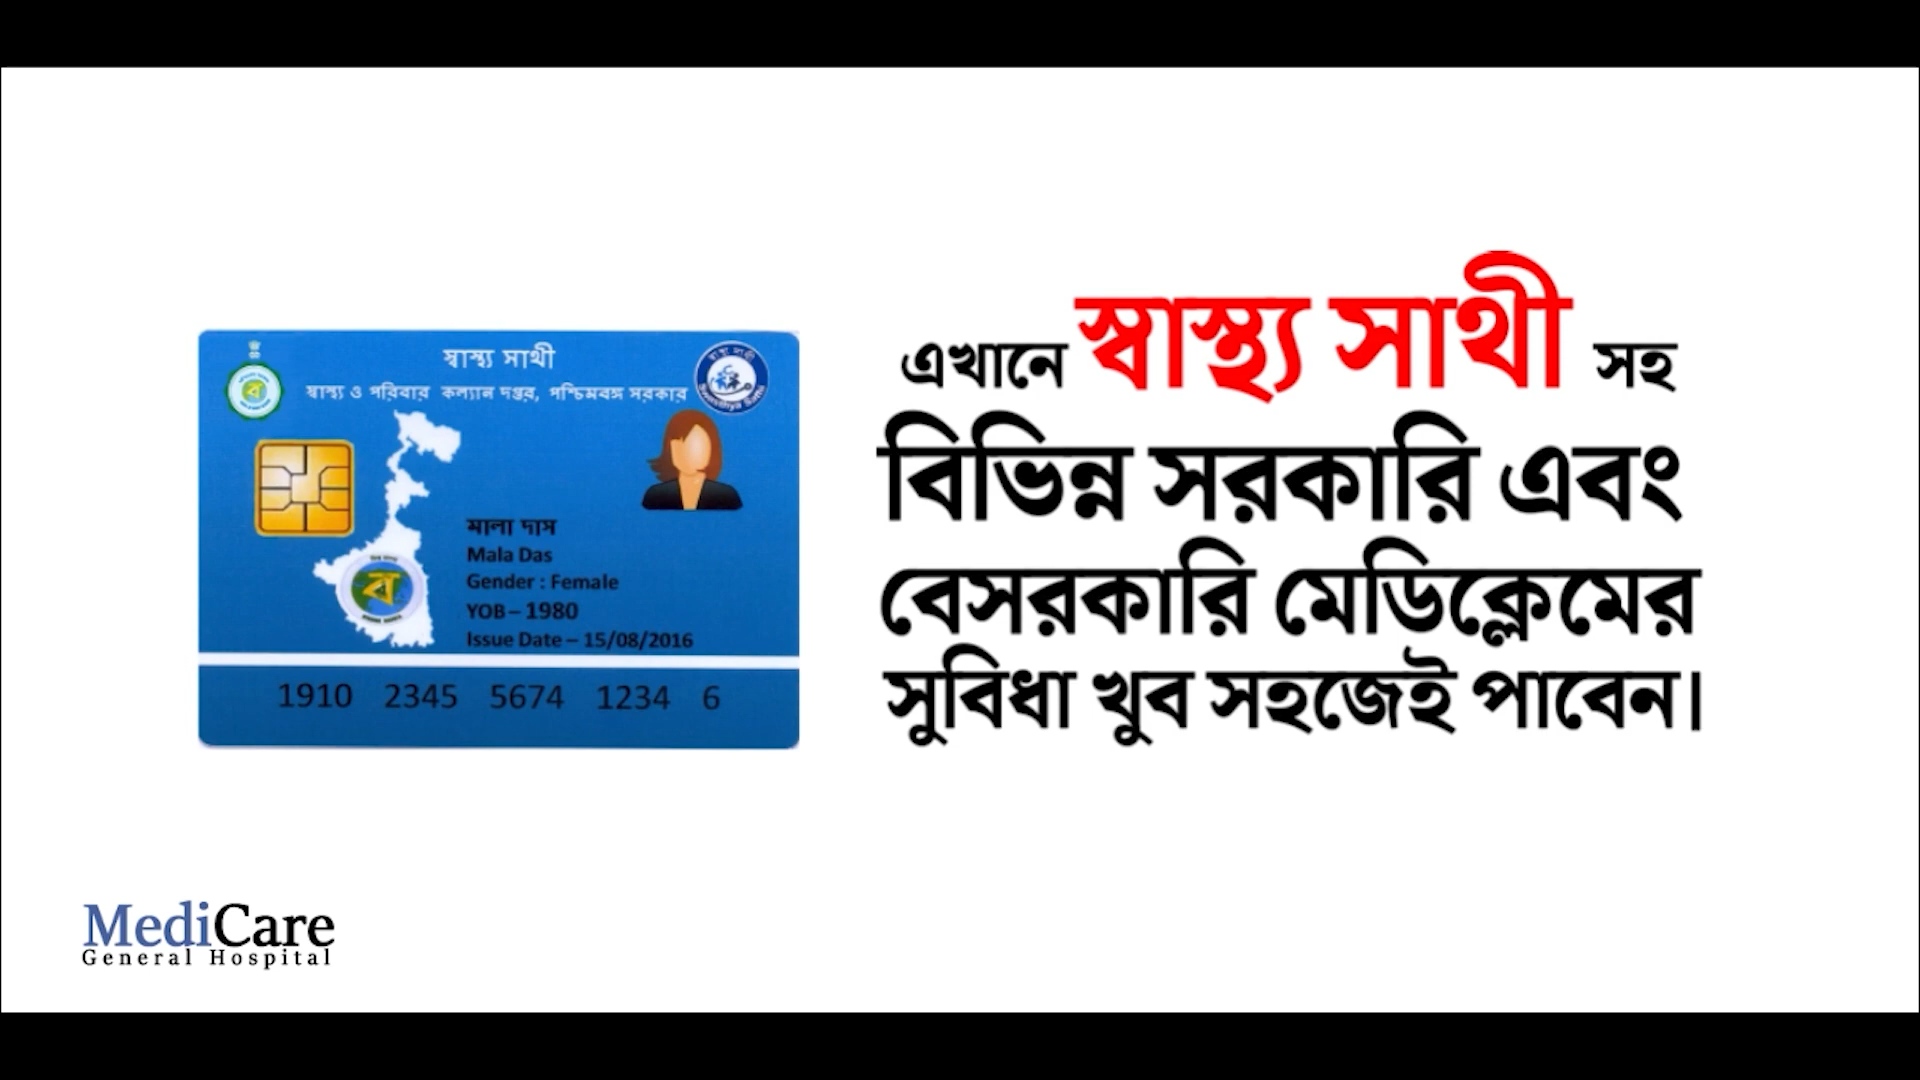 স্বাস্থ্য সাথী
স্বাস্থ্য ও পরিবার কল্যান দপ্তর, পশ্চিমবঙ্গ সরকার
মালা দাস
Mala Das
Gender : Female
YOB – 1980
Issue Date – 15/08/2016
1910 2345 5674 1234 6
এখানে স্বাস্থ্য সাথী সহ
বিভিন্ন সরকারি এবং
বেসরকারি মেডিক্লেমের
সুবিধা খুব সহজেই পাবেন।
MediCare
General Hospital